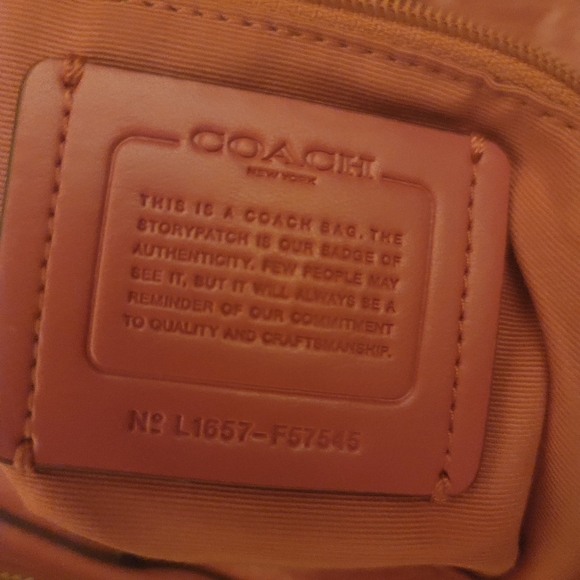 COACH
NEW YORK
THIS IS A COACH BAG. THE
STORYPATCH IS OUR BADGE OF
AUTHENTICITY. FEW PEOPLE MAY
SEE IT, BUT IT WILL ALWAYS BE A
REMINDER OF OUR COMMITMENT
TO QUALITY AND CRAFTSMANSHIP.
Nº L1657-F57545